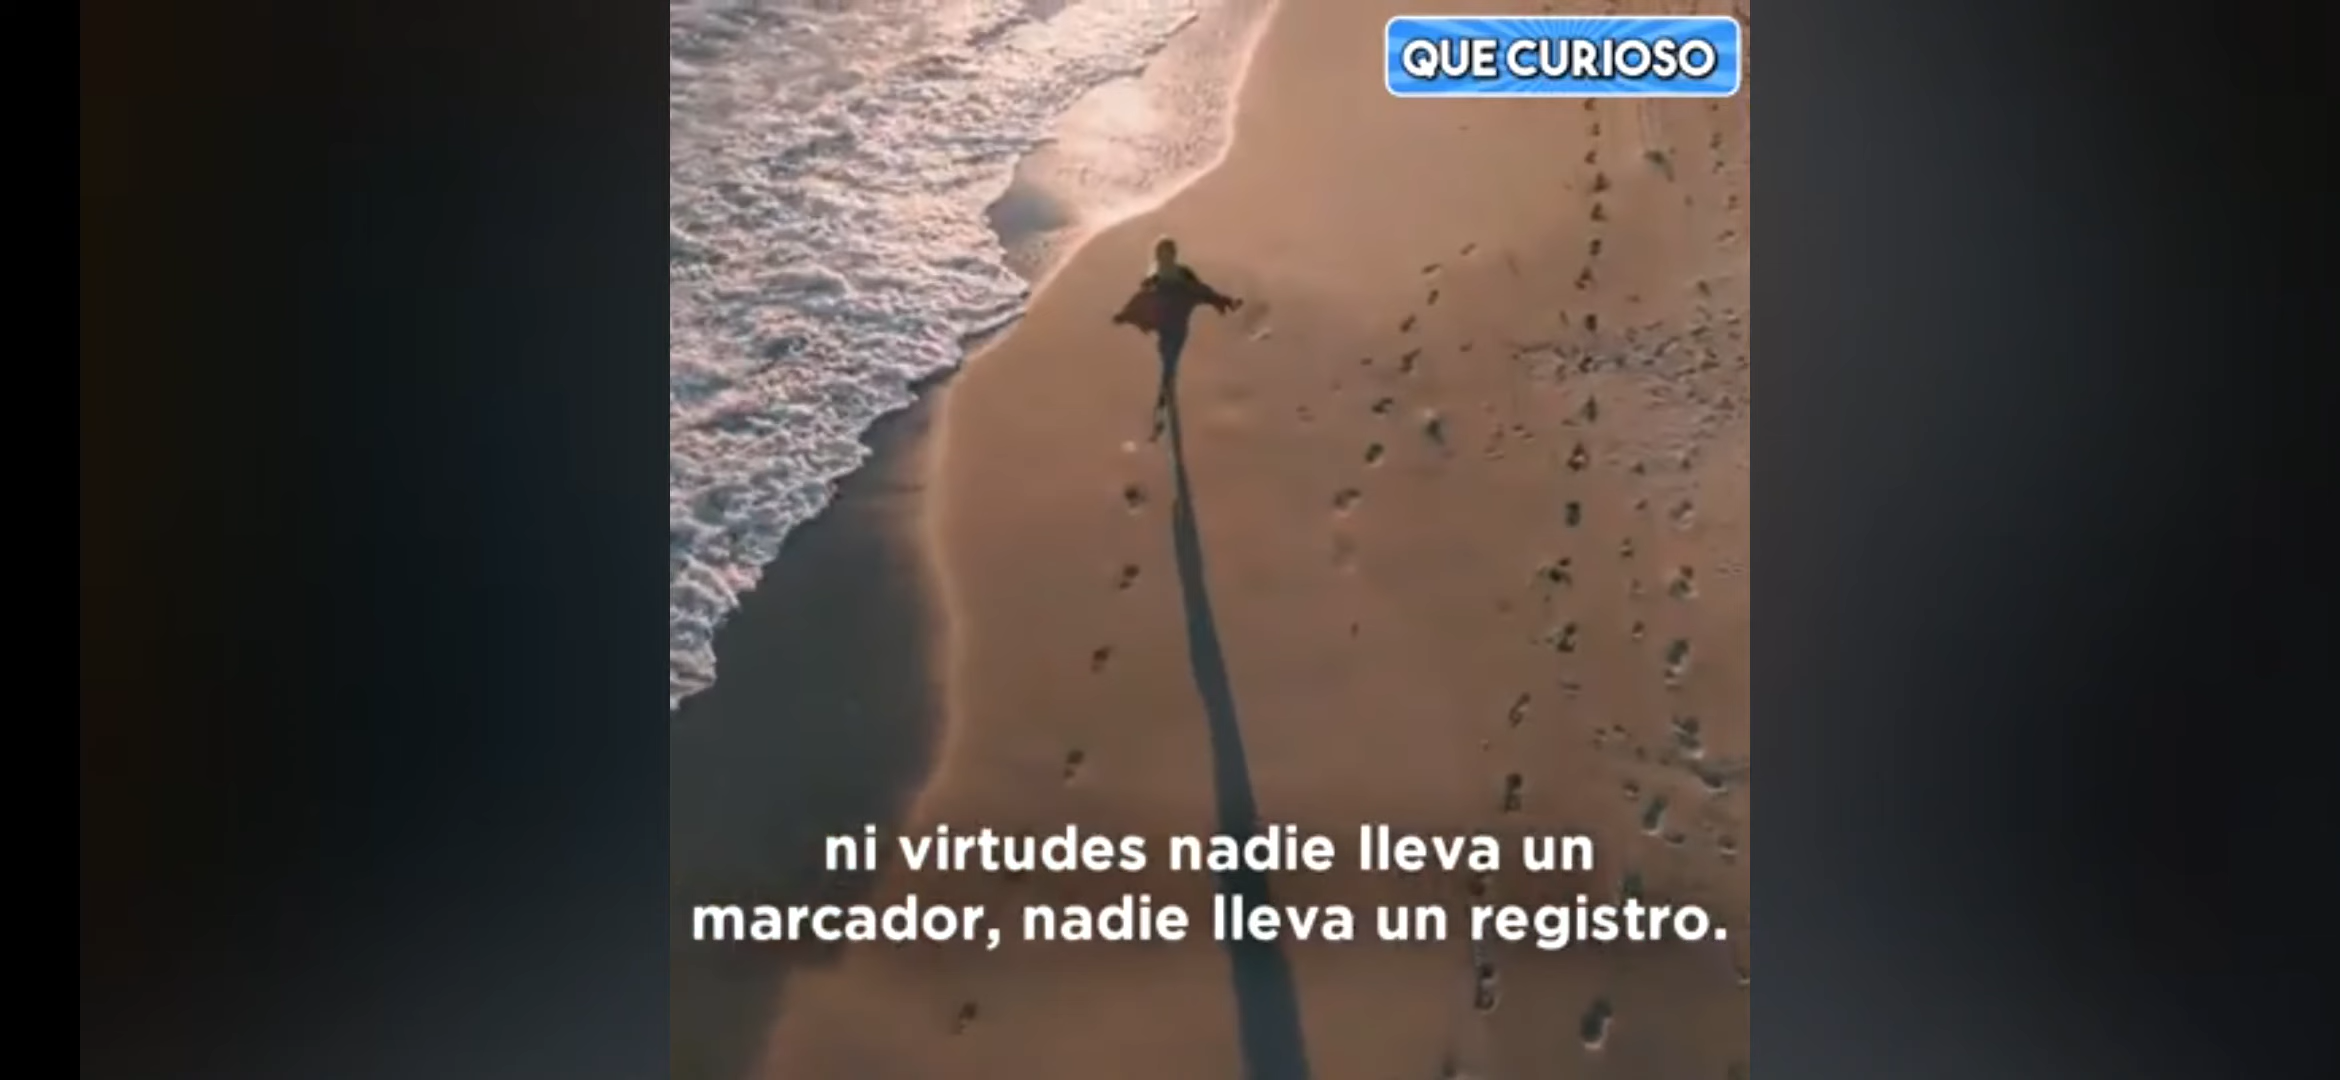 QUE CURIOSO
ni virtudes nadie lleva un
marcador, nadie lleva un registro.